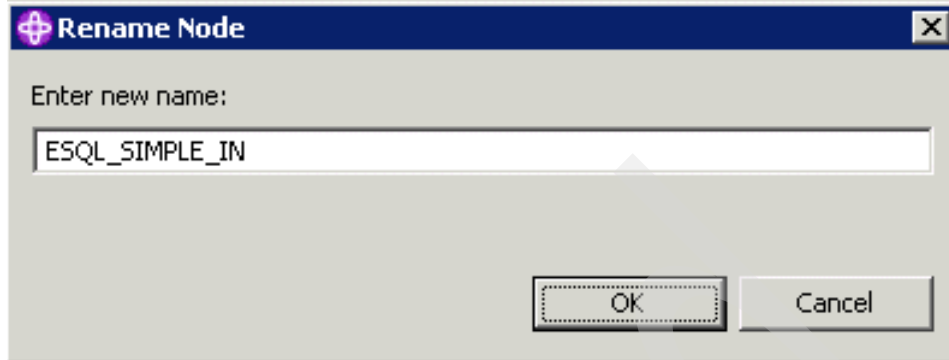 Rename Node
Enter new name:
ESQL_SIMPLE_IN
OK
Cancel